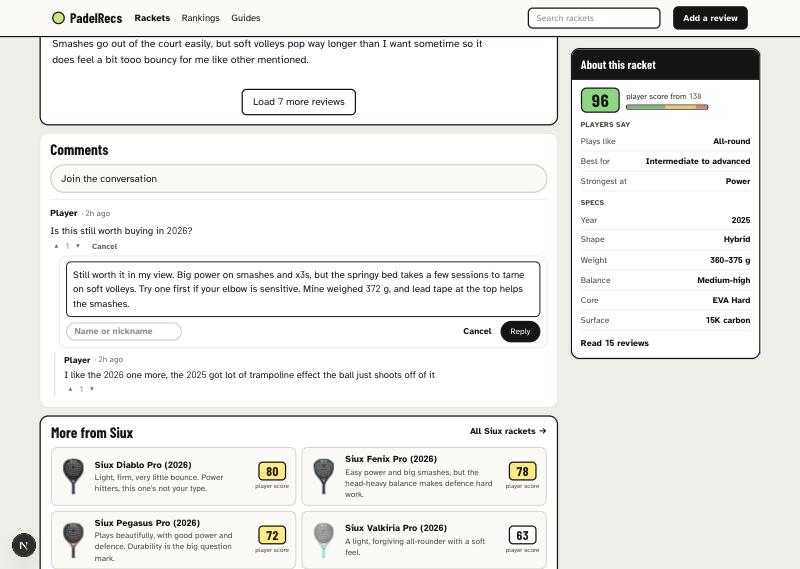 PadelRecs
Rackets
Rankings
Guides
Search rackets
Add a review
Smashes go out of the court easily, but soft volleys pop way longer than I want sometime so it
does feel a bit tooo bouncy for me like other mentioned.
Load 7 more reviews
Comments
Join the conversation
Player · 2h ago
Is this still worth buying in 2026?
▲ 1 ▼ Cancel
Still worth it in my view. Big power on smashes and x3s, but the springy bed takes a few sessions to tame
on soft volleys. Try one first if your elbow is sensitive. Mine weighed 372 g, and lead tape at the top helps
the smashes.
Name or nickname
Cancel
Reply
Player · 2h ago
I like the 2026 one more, the 2025 got lot of trampoline effect the ball just shoots off of it
▲ 1 ▼
More from Siux
All Siux rackets →
Siux Diablo Pro (2026)
Light, firm, very little bounce. Power
hitters, this one's not your type.
80
player score
Siux Fenix Pro (2026)
Easy power and big smashes, but the
head-heavy balance makes defence hard
work.
78
player score
Siux Pegasus Pro (2026)
Plays beautifully, with good power and
defence. Durability is the big question
mark.
72
player score
Siux Valkiria Pro (2026)
A light, forgiving all-rounder with a soft
feel.
63
player score
About this racket
96
player score from 138
PLAYERS SAY
Plays like All-round
Best for Intermediate to advanced
Strongest at Power
SPECS
Year 2025
Shape Hybrid
Weight 360–375 g
Balance Medium-high
Core EVA Hard
Surface 15K carbon
Read 15 reviews
N